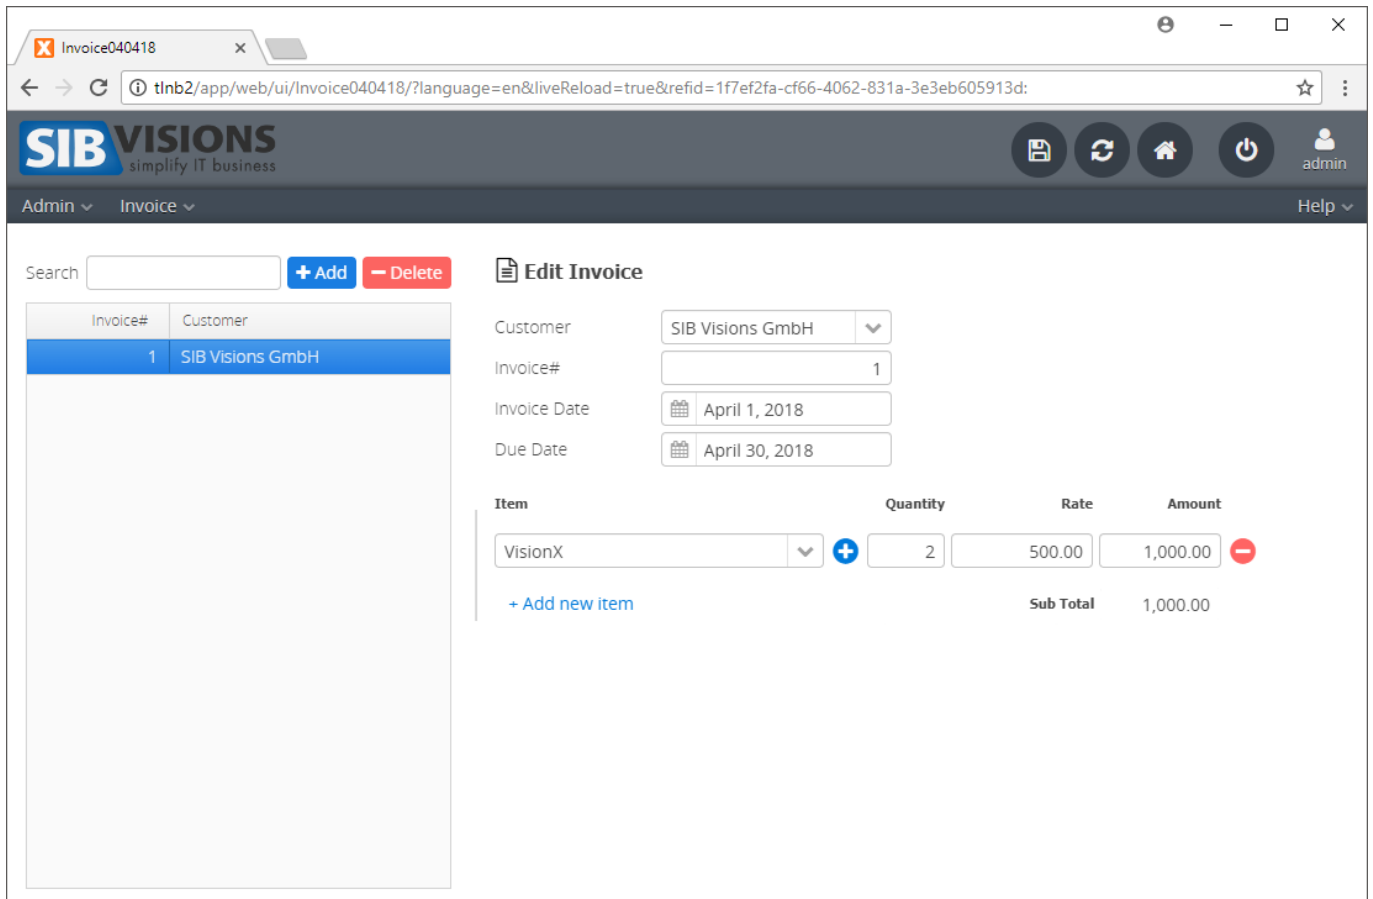 Invoice040418
tlnb2/app/web/ui/Invoice040418/?language=en&liveReload=true&refid=1f7ef2fa-cf66-4062-831a-3e3eb605913d:
SIB VISIONS
simplify IT business
admin
Admin Invoice Help
Search Add Delete
Invoice# Customer
1 SIB Visions GmbH
Edit Invoice
Customer SIB Visions GmbH
Invoice# 1
Invoice Date April 1, 2018
Due Date April 30, 2018
Item Quantity Rate Amount
VisionX 2 500.00 1,000.00
+ Add new item Sub Total 1,000.00